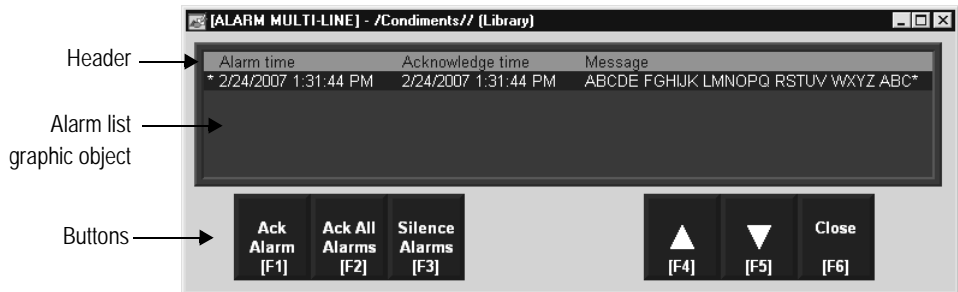 [ALARM MULTI-LINE] - /Condiments// (Library)
Header
Alarm time Acknowledge time Message
* 2/24/2007 1:31:44 PM 2/24/2007 1:31:44 PM ABCDE FGHIJK LMNOPQ RSTUV WXYZ ABC*
Alarm list
graphic object
Buttons
Ack
Alarm
[F1]
Ack All
Alarms
[F2]
Silence
Alarms
[F3]
[F4]
[F5]
Close
[F6]